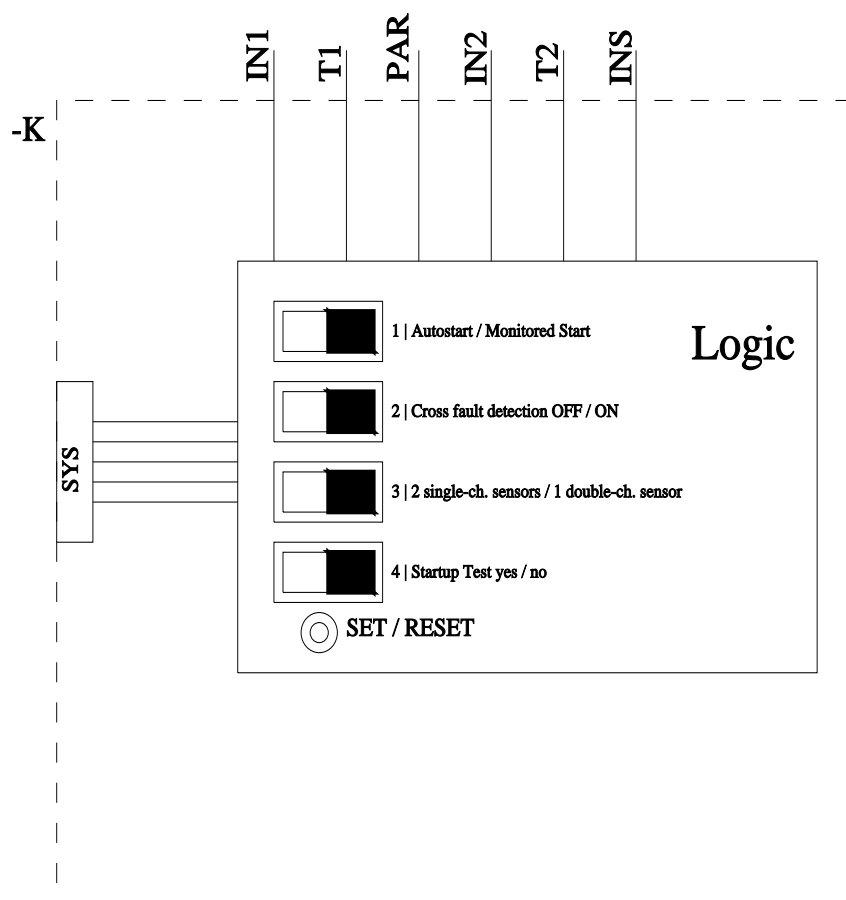 IN1
T1
PAR
IN2
T2
INS
-K
1 | Autostart / Monitored Start
Logic
2 | Cross fault detection OFF / ON
SYS
3 | 2 single-ch. sensors / 1 double-ch. sensor
4 | Startup Test yes / no
SET / RESET